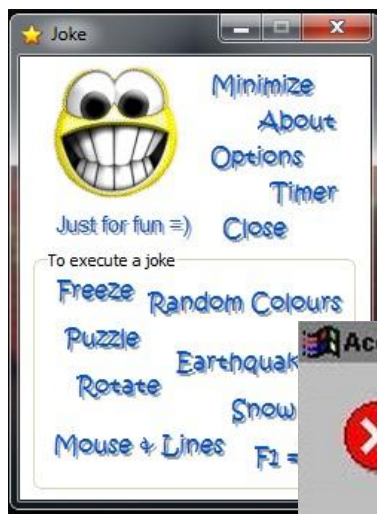 Joke
Minimize
About
Options
Timer
Just for fun =)
Close
To execute a joke
Freeze
Random Colours
Puzzle
Earthquak
Rotate
Snow
Mouse & Lines
F1 =
Acc